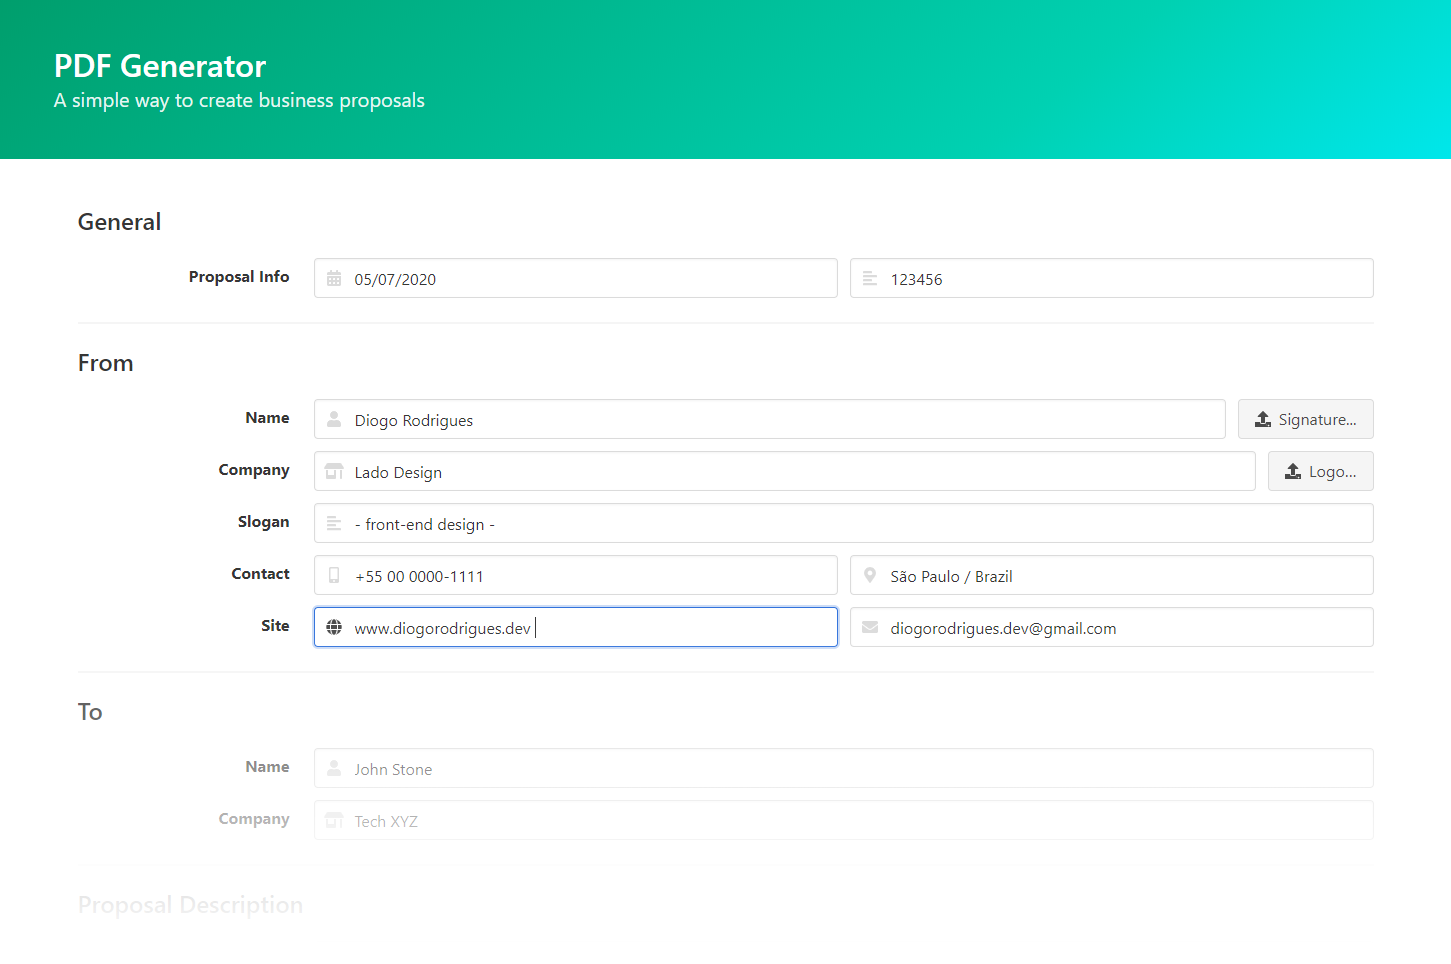 PDF Generator
A simple way to create business proposals
General
Proposal Info 05/07/2020 123456
From
Name Diogo Rodrigues Signature...
Company Lado Design Logo...
Slogan - front-end design -
Contact +55 00 0000-1111 São Paulo / Brazil
Site www.diogorodrigues.dev diogorodrigues.dev@gmail.com
To
Name John Stone
Company Tech XYZ
Proposal Description